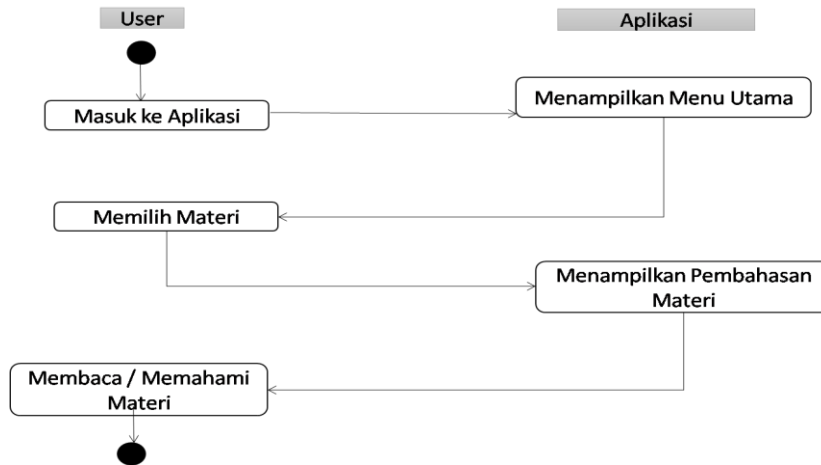 User
Aplikasi
Masuk ke Aplikasi
Menampilkan Menu Utama
Memilih Materi
Menampilkan Pembahasan
Materi
Membaca / Memahami
Materi